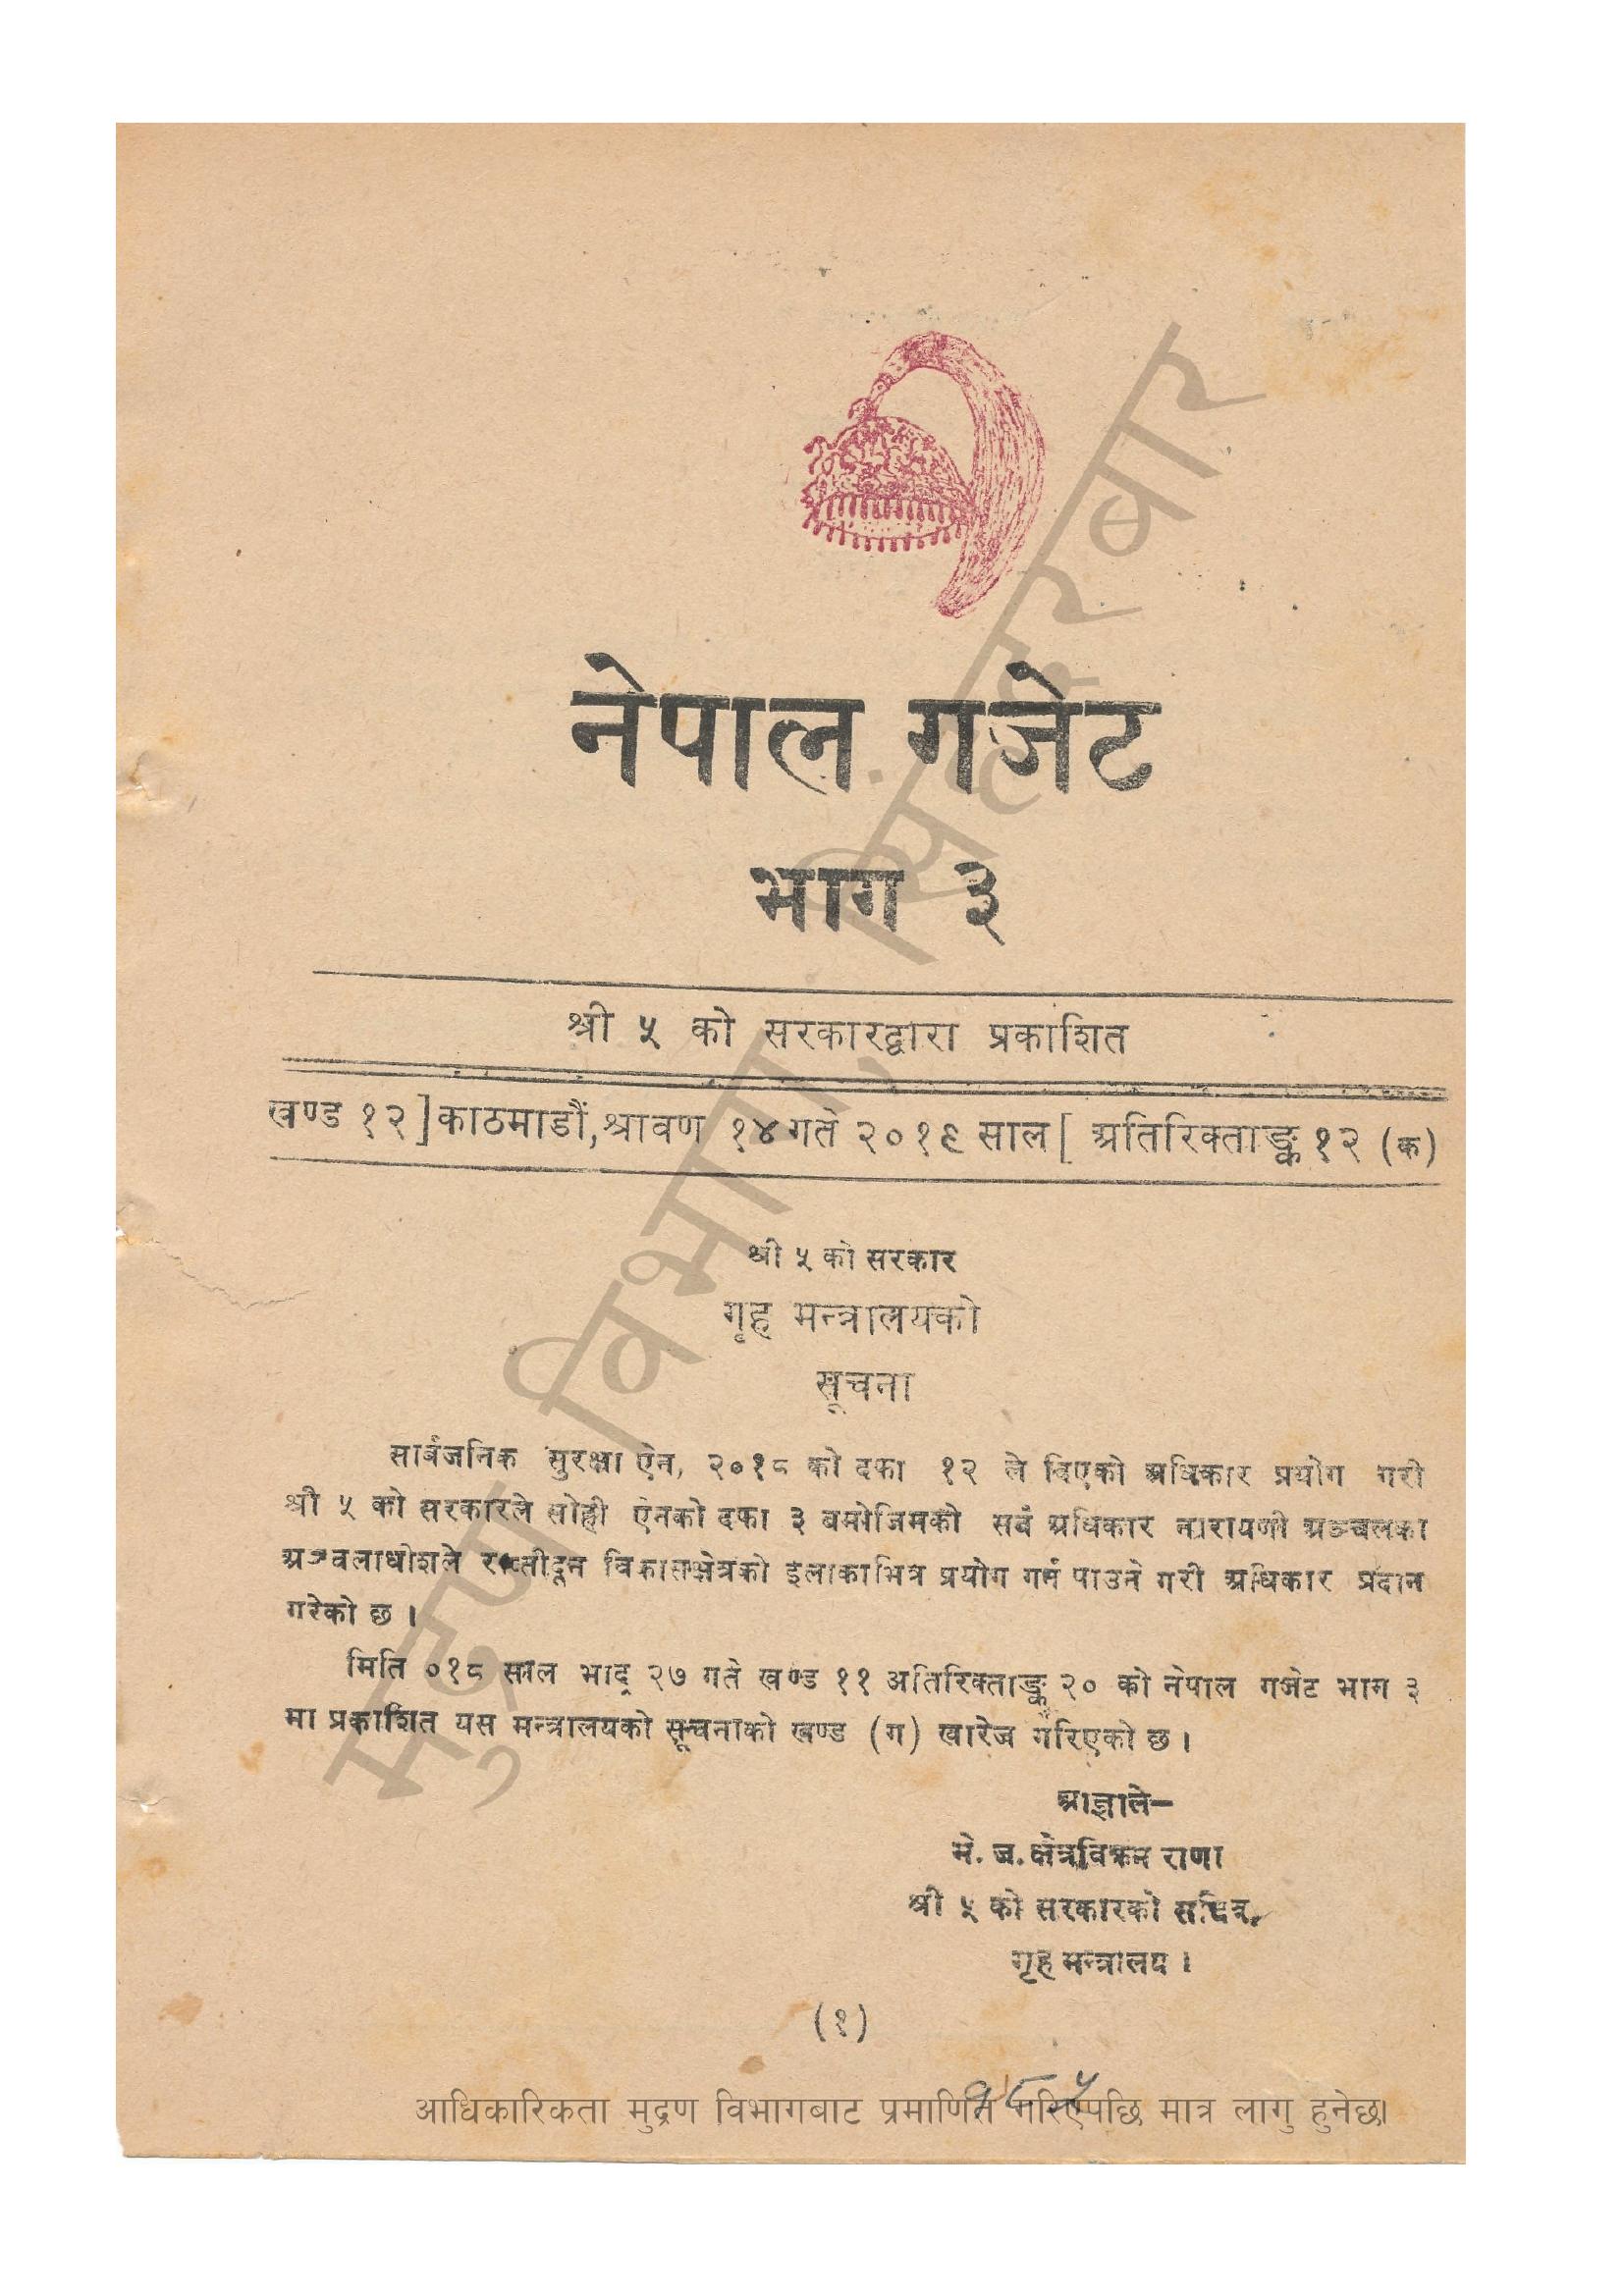 नेपाल गजेट
भाग ३
श्री ५ को सरकारद्वारा प्रकाशित
खण्ड १२] काठमाडौं, श्रावण १४ गते २०१९ साल [ अतिरिक्ताङ्क १२ (क)
श्री ५ को सरकार
गृह मन्त्रालयको
सूचना
सार्बजनिक सुरक्षा ऐन, २०१८ को दफा १२ ले दिएको अधिकार प्रयोग गरी
श्री ५ को सरकारले सोही ऐनको दफा ३ बमोजिमको सबै अधिकार नारायणी अञ्चलका
अञ्चलाधीशले राप्तीदून विकासक्षेत्रको इलाकाभित्र प्रयोग गर्न पाउने गरी अधिकार प्रदान
गरेको छ ।
मिति ०१८ साल भाद्र २७ गते खण्ड ११ अतिरिक्ताङ्क २० को नेपाल गजेट भाग ३
मा प्रकाशित यस मन्त्रालयको सूचनाको खण्ड (ग) खारेज गरिएको छ ।
आज्ञाले—
मे. ज. क्षेत्रविक्रम राणा
श्री ५ को सरकारको सचिव,
गृह मन्त्रालय ।
(१)
१८५
आधिकारिकता मुद्रण विभागबाट प्रमाणित गरिएपछि मात्र लागु हुनेछ।
मुद्रण विभाग, सिंहदरबार